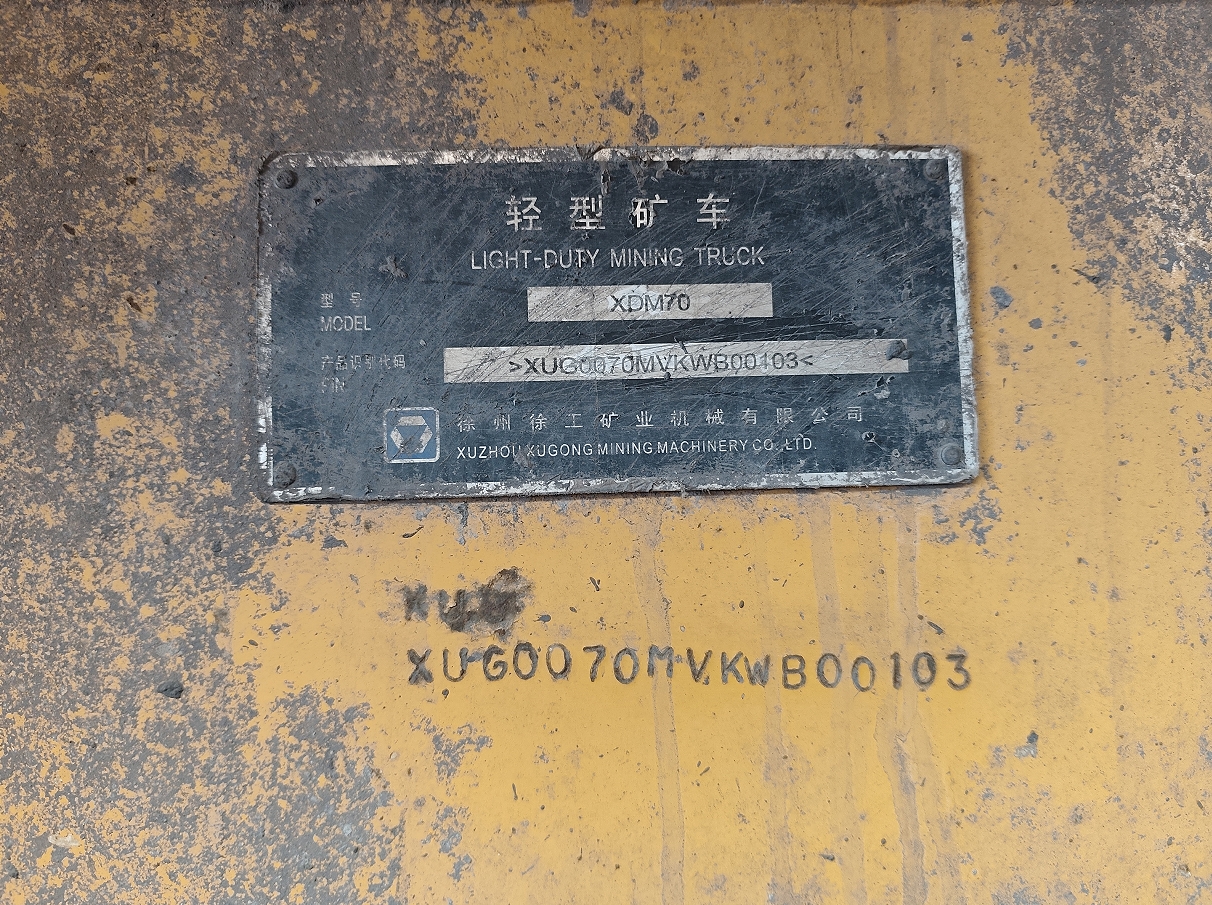 轻型矿车
LIGHT-DUTY MINING TRUCK
型号
MODEL
XDM70
产品识别代码
PIN
>XUG0070MVKWB00103<
徐州徐工矿业机械有限公司
XUZHOU XUGONG MINING MACHINERY CO.,LTD.
XU
XUG0070MVKWB00103